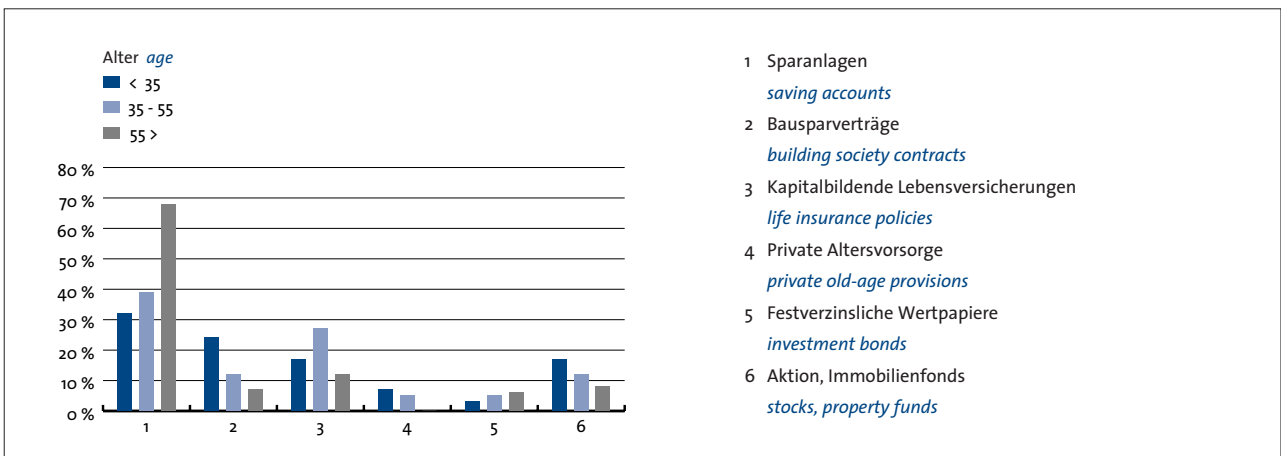 Alter age
< 35
35 - 55
55 >
80 %
70 %
60 %
50 %
40 %
30 %
20 %
10 %
0 %
1 2 3 4 5 6
1 Sparanlagen
saving accounts
2 Bausparverträge
building society contracts
3 Kapitalbildende Lebensversicherungen
life insurance policies
4 Private Altersvorsorge
private old-age provisions
5 Festverzinsliche Wertpapiere
investment bonds
6 Aktion, Immobilienfonds
stocks, property funds